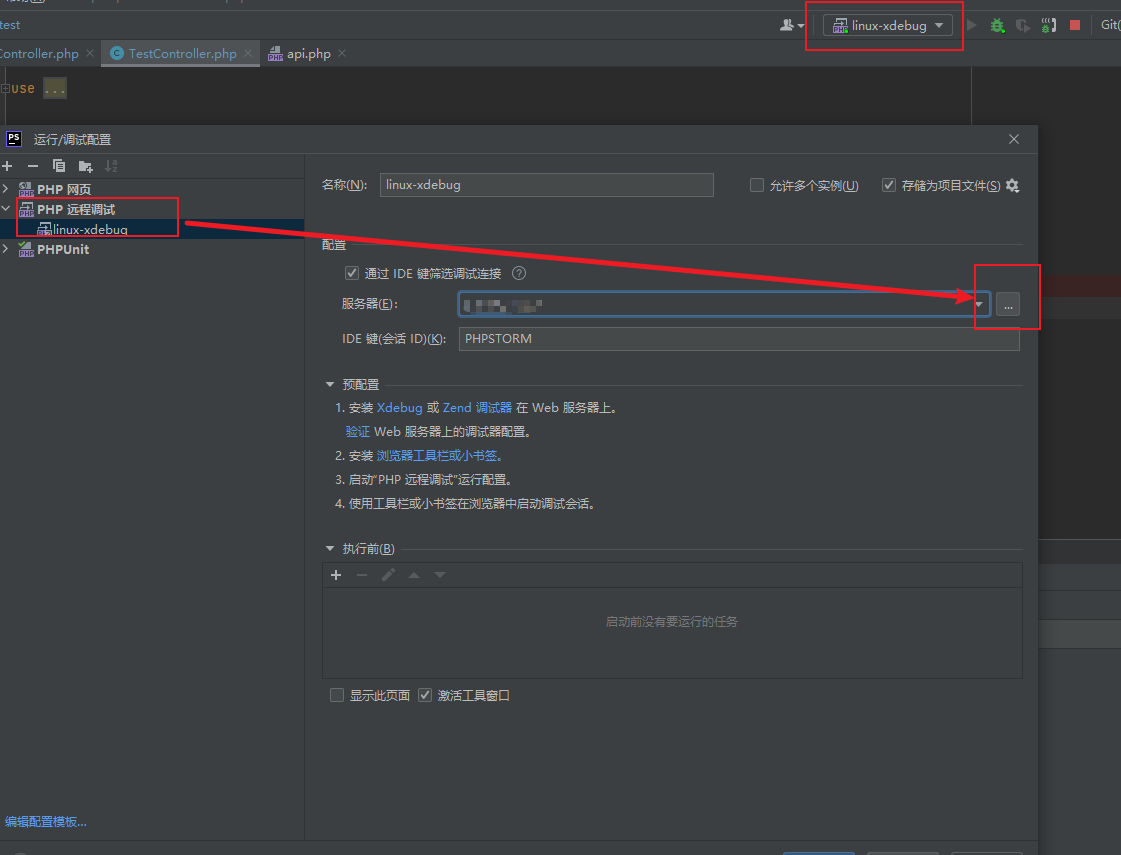 test
linux-xdebug
Git(
Controller.php
TestController.php
api.php
use ...
运行/调试配置
PHP 网页
PHP 远程调试
linux-xdebug
PHPUnit
名称(N):
linux-xdebug
允许多个实例(U)
存储为项目文件(S)
配置
通过 IDE 键筛选调试连接
服务器(E):
...
IDE 键(会话 ID)(K):
PHPSTORM
预配置
1. 安装 Xdebug 或 Zend 调试器 在 Web 服务器上。
验证 Web 服务器上的调试器配置。
2. 安装 浏览器工具栏或小书签。
3. 启动“PHP 远程调试”运行配置。
4. 使用工具栏或小书签在浏览器中启动调试会话。
执行前(B)
启动前没有要运行的任务
显示此页面
激活工具窗口
编辑配置模板...